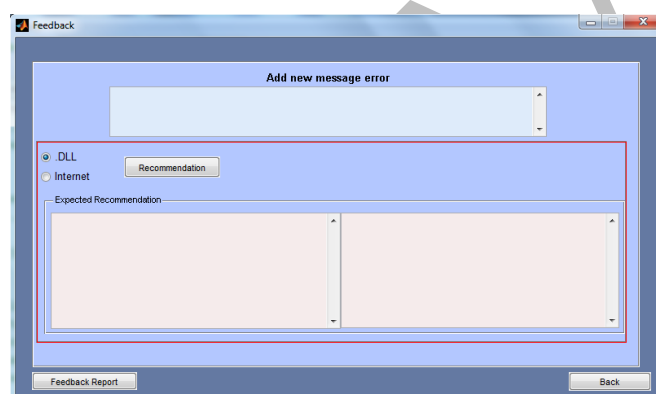 Feedback
Add new message error
.DLL
Internet
Recommendation
Expected Recommendation
Feedback Report
Back